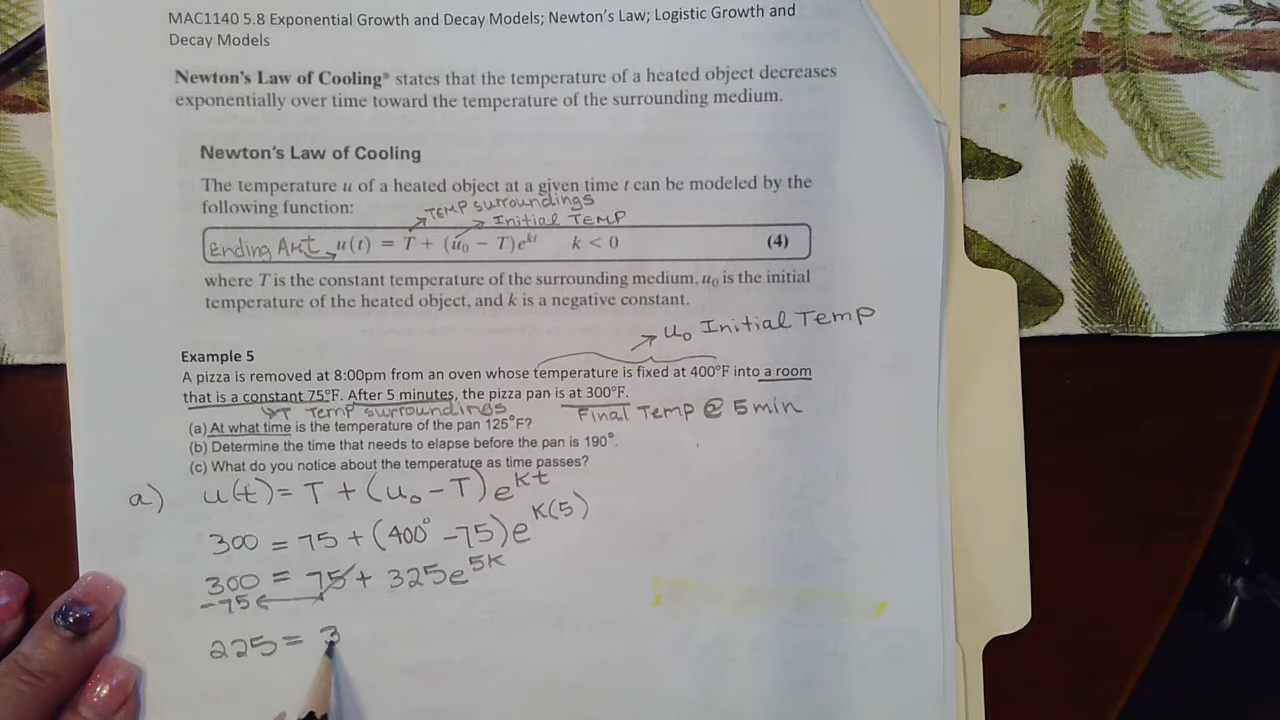 MAC1140 5.8 Exponential Growth and Decay Models; Newton's Law; Logistic Growth and
Decay Models
Newton's Law of Cooling* states that the temperature of a heated object decreases
exponentially over time toward the temperature of the surrounding medium.
Newton's Law of Cooling
The temperature u of a heated object at a given time t can be modeled by the
following function:
TEMP surroundings
Initial TEMP
Ending Amt u(t) = T + (u₀ − T)e^{kt} k < 0 (4)
where T is the constant temperature of the surrounding medium, u₀ is the initial
temperature of the heated object, and k is a negative constant.
u₀ Initial Temp
Example 5
A pizza is removed at 8:00pm from an oven whose temperature is fixed at 400°F into a room
that is a constant 75°F. After 5 minutes, the pizza pan is at 300°F.
T Temp surroundings
Final Temp @ 5 min
(a) At what time is the temperature of the pan 125°F?
(b) Determine the time that needs to elapse before the pan is 190°.
(c) What do you notice about the temperature as time passes?
a) u(t) = T + (u₀ − T) e^{kt}
300 = 75 + (400° − 75) e^{k(5)}
300 = 75 + 325e^{5k}
−75
225 = 3